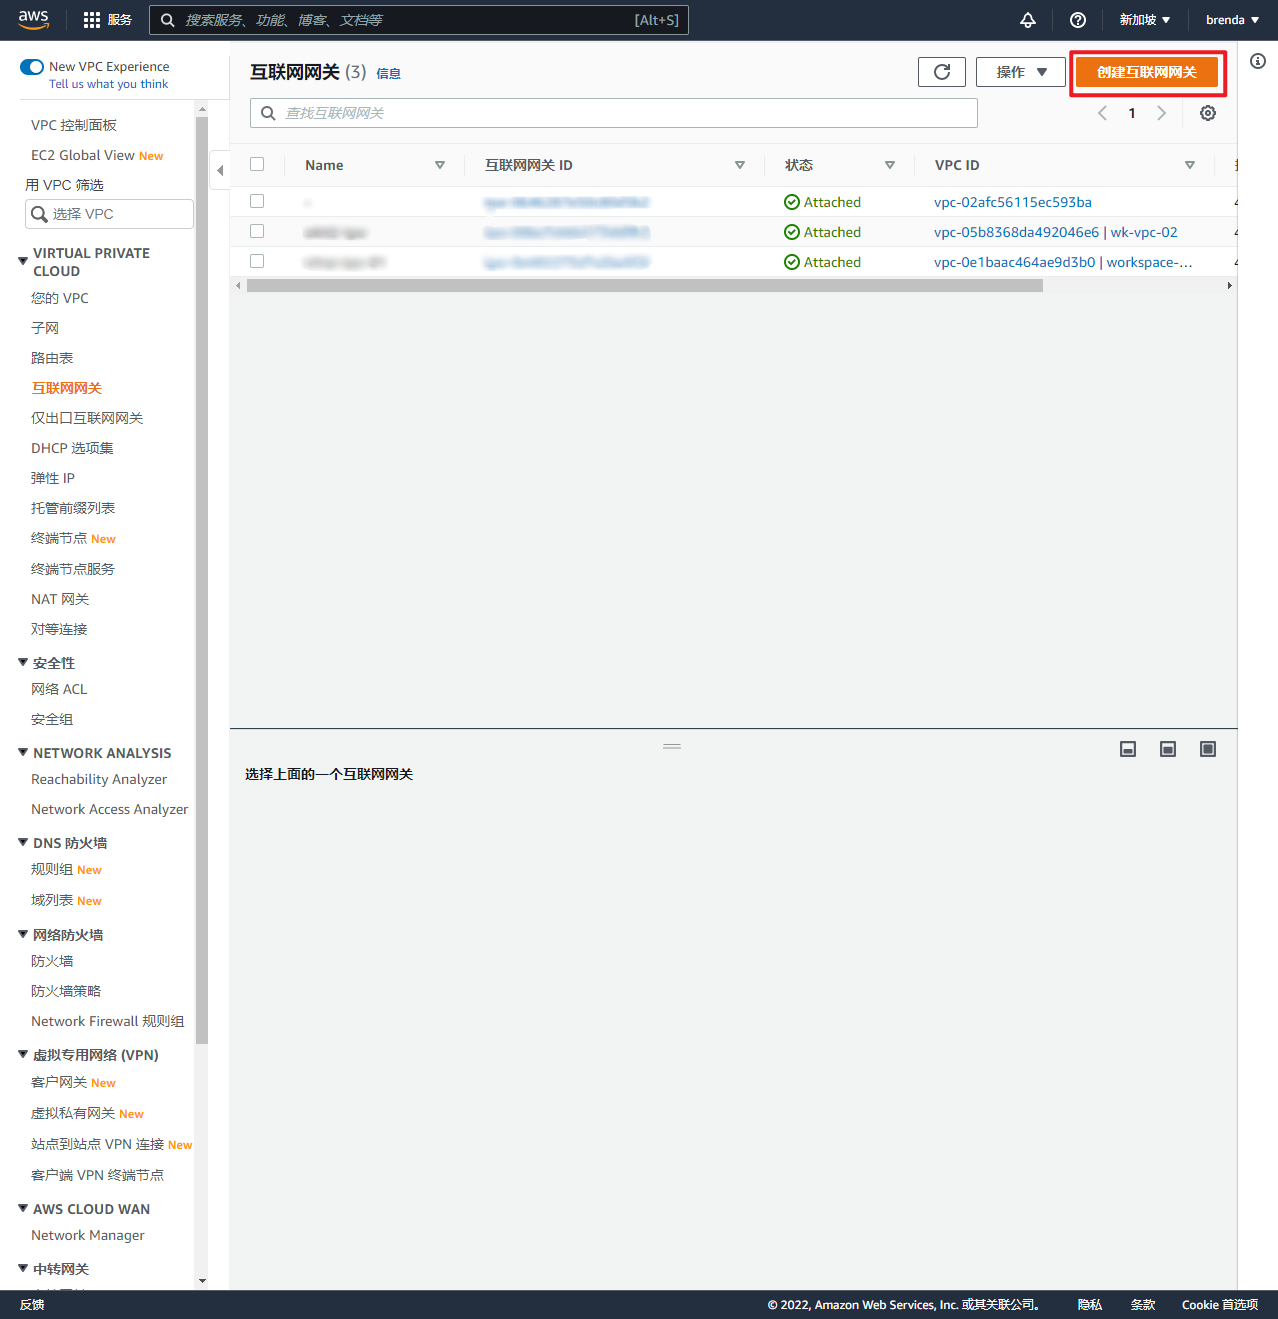 aws 服务 搜索服务、功能、博客、文档等 [Alt+S] 新加坡 brenda
New VPC Experience
Tell us what you think
VPC 控制面板
EC2 Global View New
用 VPC 筛选
选择 VPC
VIRTUAL PRIVATE
CLOUD
您的 VPC
子网
路由表
互联网网关
仅出口互联网网关
DHCP 选项集
弹性 IP
托管前缀列表
终端节点 New
终端节点服务
NAT 网关
对等连接
安全性
网络 ACL
安全组
NETWORK ANALYSIS
Reachability Analyzer
Network Access Analyzer
DNS 防火墙
规则组 New
域列表 New
网络防火墙
防火墙
防火墙策略
Network Firewall 规则组
虚拟专用网络 (VPN)
客户网关 New
虚拟私有网关 New
站点到站点 VPN 连接 New
客户端 VPN 终端节点
AWS CLOUD WAN
Network Manager
中转网关
互联网网关 (3) 信息 操作 创建互联网网关
查找互联网网关 1
Name 互联网网关 ID 状态 VPC ID
Attached vpc-02afc56115ec593ba
Attached vpc-05b8368da492046e6 | wk-vpc-02
Attached vpc-0e1baac464ae9d3b0 | workspace-...
选择上面的一个互联网网关
反馈 © 2022, Amazon Web Services, Inc. 或其关联公司。 隐私 条款 Cookie 首选项